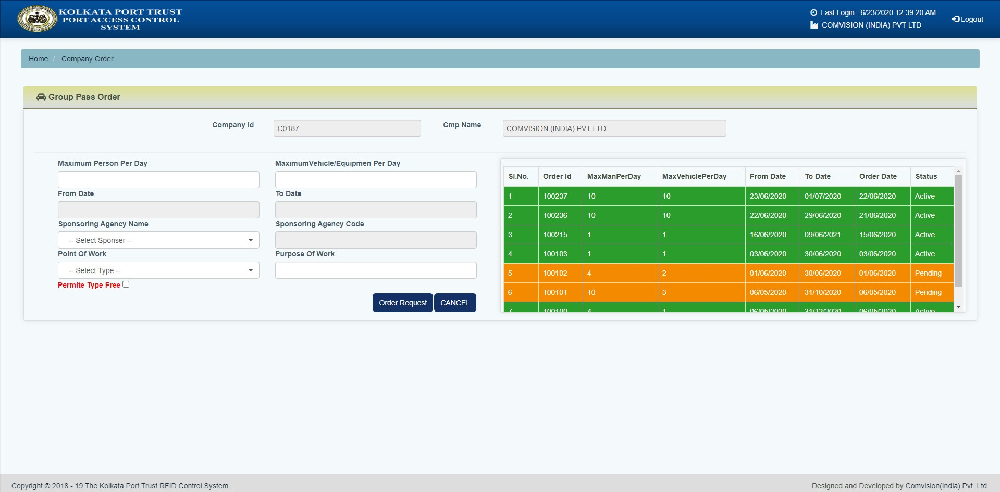 KOLKATA PORT TRUST
PORT ACCESS CONTROL
SYSTEM
Last Login : 6/23/2020 12:39:20 AM
COMVISION (INDIA) PVT LTD
Logout
Home / Company Order
Group Pass Order
Company Id C0187 Cmp Name COMVISION (INDIA) PVT LTD
Maximum Person Per Day MaximumVehicle/Equipmen Per Day
From Date To Date
Sponsoring Agency Name Sponsoring Agency Code
-- Select Sponser --
Point Of Work Purpose Of Work
-- Select Type --
Permite Type Free
Order Request CANCEL
Sl.No. Order Id MaxManPerDay MaxVehiclePerDay From Date To Date Order Date Status
1 100237 10 10 23/06/2020 01/07/2020 22/06/2020 Active
2 100236 10 10 22/06/2020 29/06/2020 21/06/2020 Active
3 100215 1 1 16/06/2020 09/06/2021 15/06/2020 Active
4 100103 1 1 03/06/2020 30/06/2020 03/06/2020 Active
5 100102 4 2 01/06/2020 30/06/2020 01/06/2020 Pending
6 100101 10 3 06/05/2020 31/10/2020 06/05/2020 Pending
7 100100 4 1 06/05/2020 31/12/2020 06/05/2020 Active
Copyright © 2018 - 19 The Kolkata Port Trust RFID Control System.
Designed and Developed by Comvision(India) Pvt. Ltd.